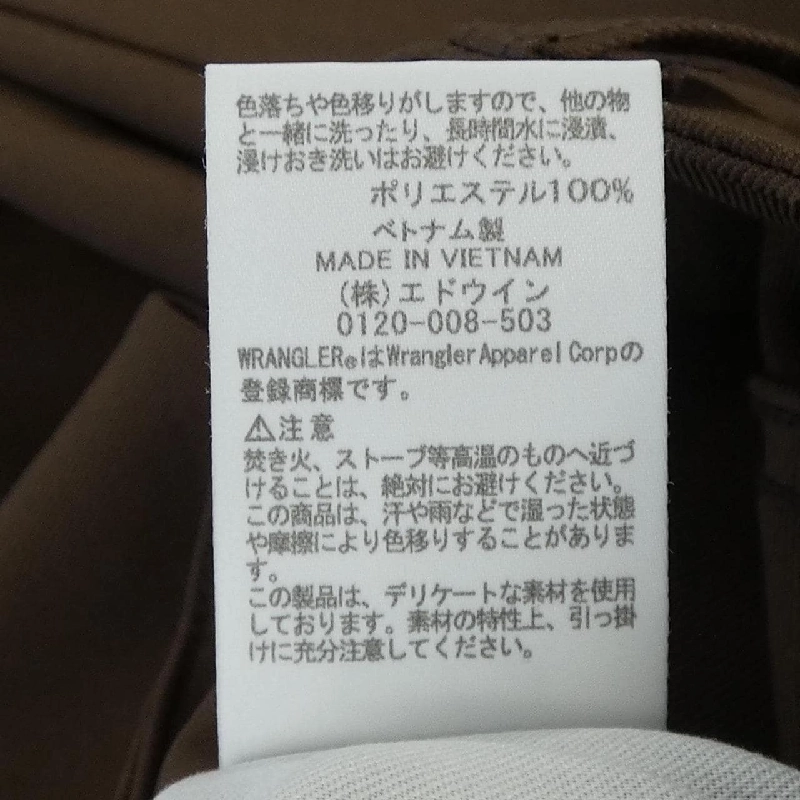 色落ちや色移りがしますので、他の物
と一緒に洗ったり、長時間水に浸漬、
浸けおき洗いはお避けください。
ポリエステル100%
ベトナム製
MADE IN VIETNAM
(株)エドウイン
0120-008-503
WRANGLER®はWrangler Apparel Corpの
登録商標です。
⚠注意
焚き火、ストーブ等高温のものへ近づ
けることは、絶対にお避けください。
この商品は、汗や雨などで湿った状態
や摩擦により色移りすることがありま
す。
この製品は、デリケートな素材を使用
しております。素材の特性上、引っ掛
けに充分注意してください。